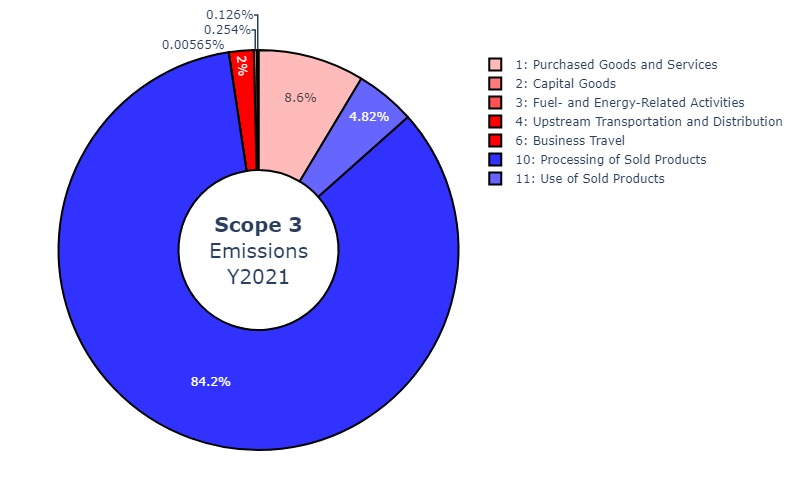 0.126%
0.254%
0.00565%
2%
8.6%
4.82%
84.2%
Scope 3
Emissions
Y2021
1: Purchased Goods and Services
2: Capital Goods
3: Fuel- and Energy-Related Activities
4: Upstream Transportation and Distribution
6: Business Travel
10: Processing of Sold Products
11: Use of Sold Products